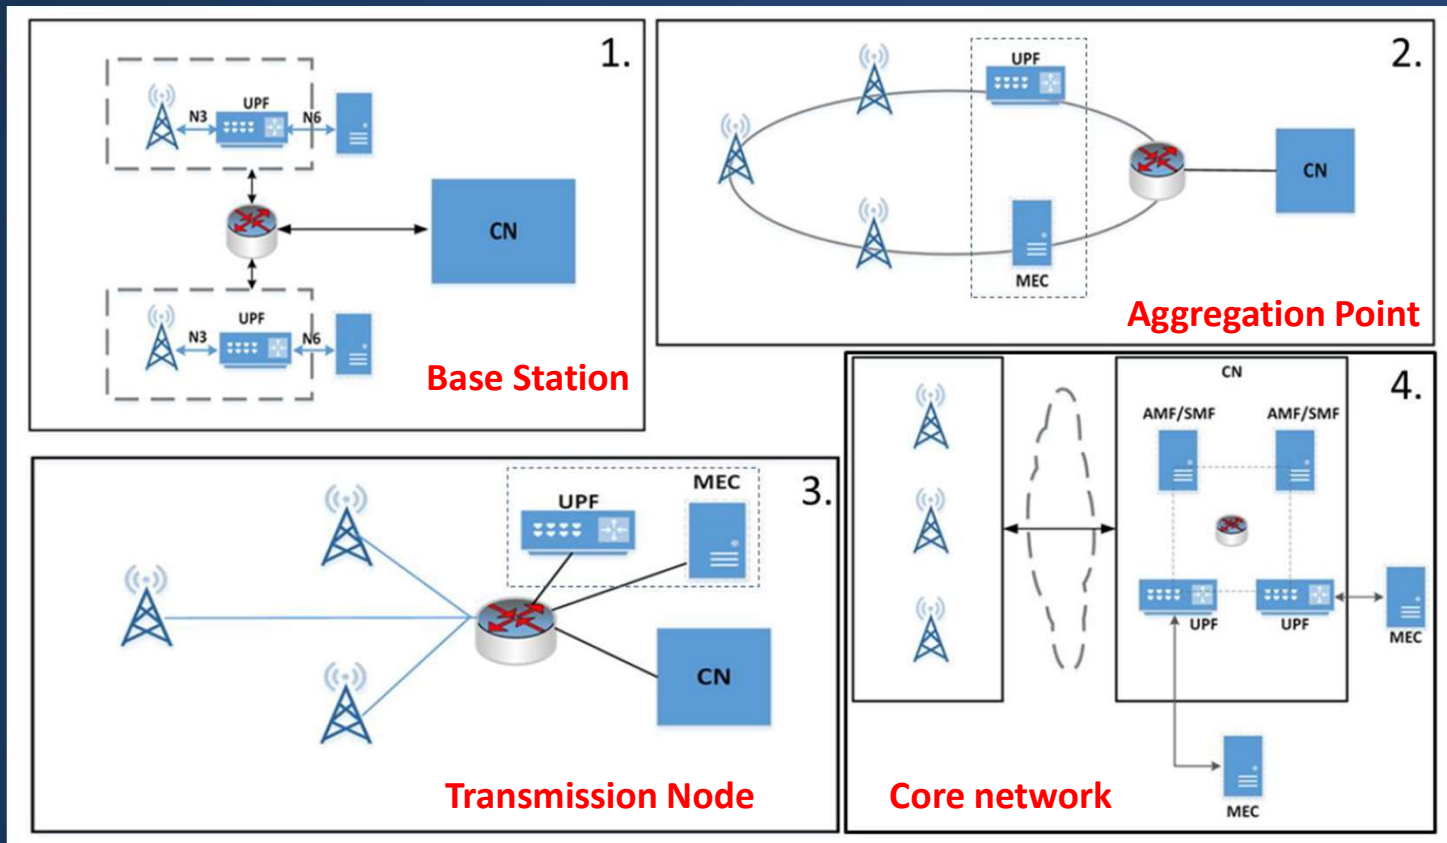 1.
UPF
N3
N6
CN
UPF
N3
N6
Base Station
2.
UPF
CN
MEC
Aggregation Point
3.
MEC
UPF
CN
Transmission Node
4.
CN
AMF/SMF AMF/SMF
UPF UPF
MEC
MEC
Core network